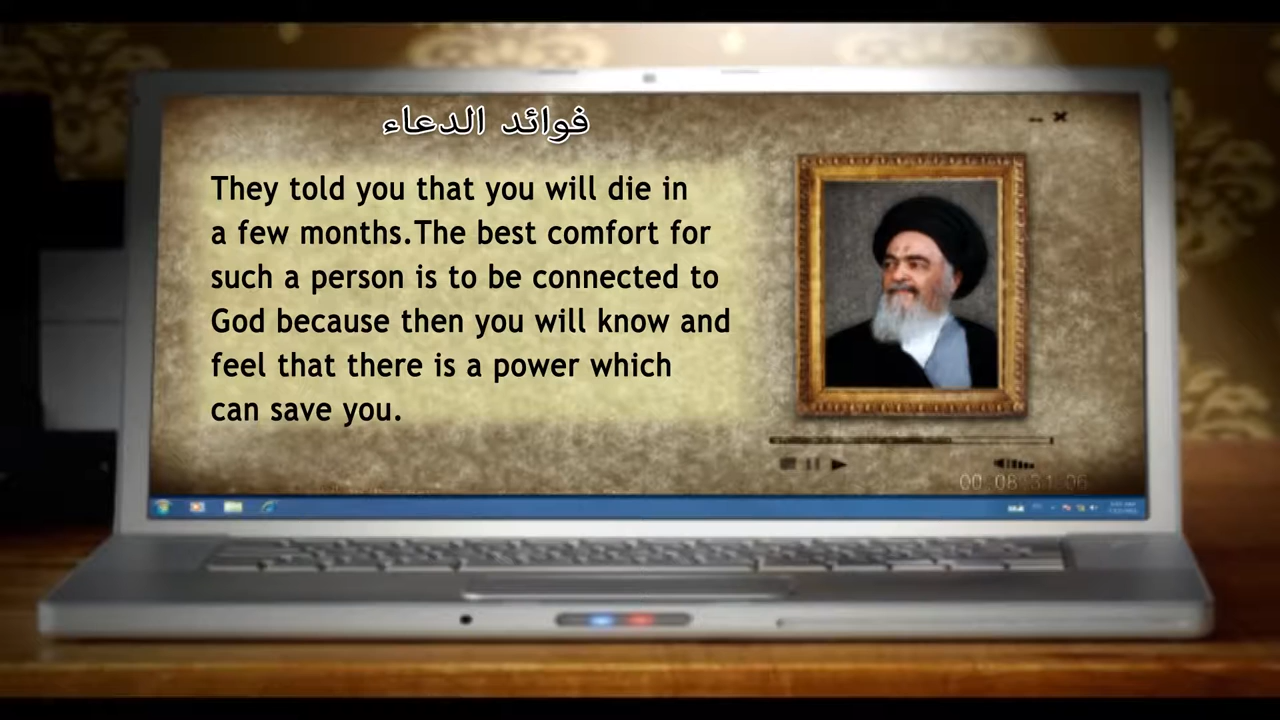 فوائد الدعاء
They told you that you will die in
a few months.The best comfort for
such a person is to be connected to
God because then you will know and
feel that there is a power which
can save you.